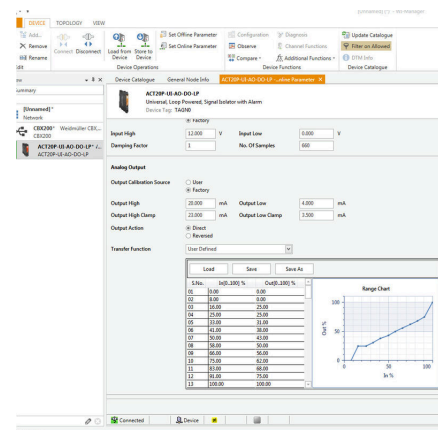 DEVICE TOPOLOGY VIEW
Add...
Remove
Rename
Connect Disconnect
Load from Device
Store to Device
Device Operations
Set Offline Parameter
Set Online Parameter
Configuration
Diagnosis
Observe
Channel Functions
Compare
Additional Functions
Device Functions
Update Catalogue
Filter on Allowed
DTM Info
Device Catalogue
Device Catalogue General Node Info
[Unnamed]*
Network
CBX200* Weidmüller CBX...
CBX200
ACT20P-UI-AO-DO-LP* /...
ACT20P-UI-AO-DO-LP
ACT20P-UI-AO-DO-LP
Universal, Loop Powered, Signal Isolator with Alarm
Device Tag: TAGN0
Factory
Input High 12.000 V Input Low 0.000 V
Damping Factor 1 No. Of Samples 660
Analog Output
Output Calibration Source User
Factory
Output High 20.000 mA Output Low 4.000 mA
Output High Clamp 23.000 mA Output Low Clamp 3.500 mA
Output Action Direct
Reversed
Transfer Function User Defined
Load Save Save As
S.No. In[0..100] % Out[0..100] %
01 0.00 0.00
02 8.00 0.00
03 16.00 25.00
04 25.00 25.00
05 33.00 31.00
06 41.00 38.00
07 50.00 43.00
08 58.00 50.00
09 66.00 56.00
10 75.00 62.00
11 83.00 68.00
12 91.00 75.00
13 100.00 100.00
Range Chart
100
50
0
Out %
0 50 100
In %
Connected Device